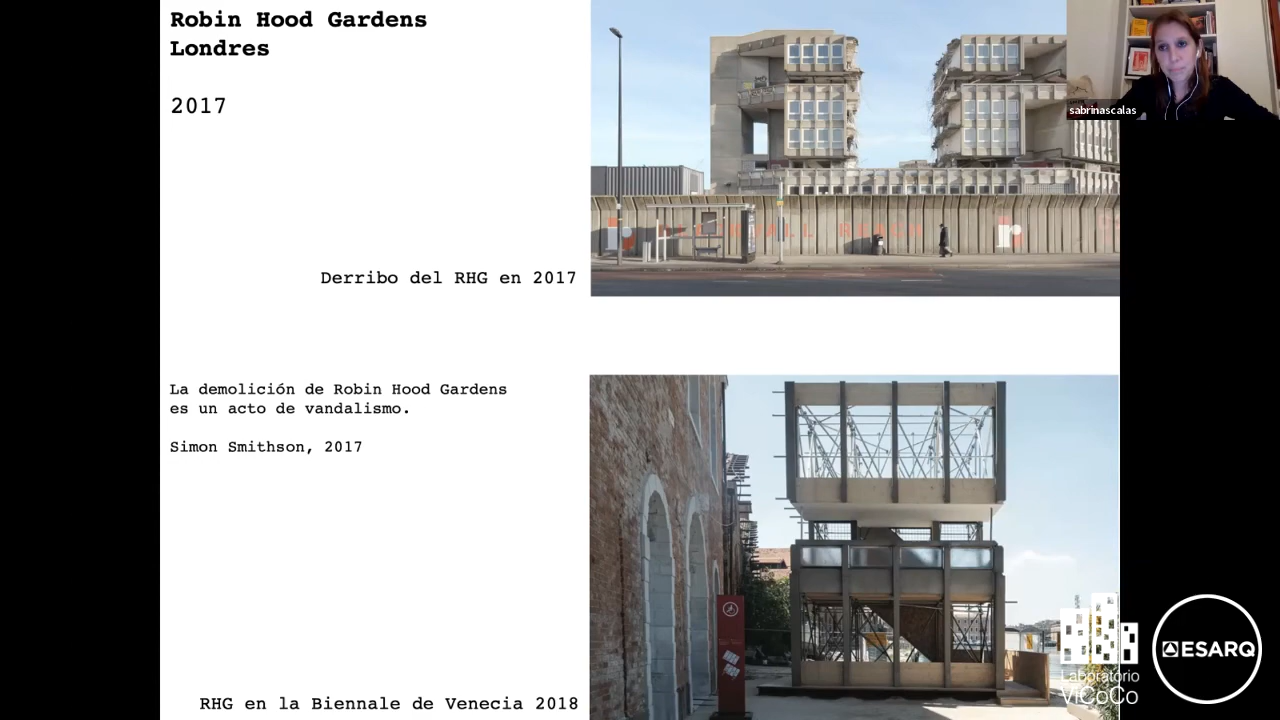 Robin Hood Gardens
Londres
2017
sabrinascalas
Derribo del RHG en 2017
La demolición de Robin Hood Gardens
es un acto de vandalismo.
Simon Smithson, 2017
RHG en la Biennale de Venecia 2018
Laboratório
ViCoCo
ESARQ